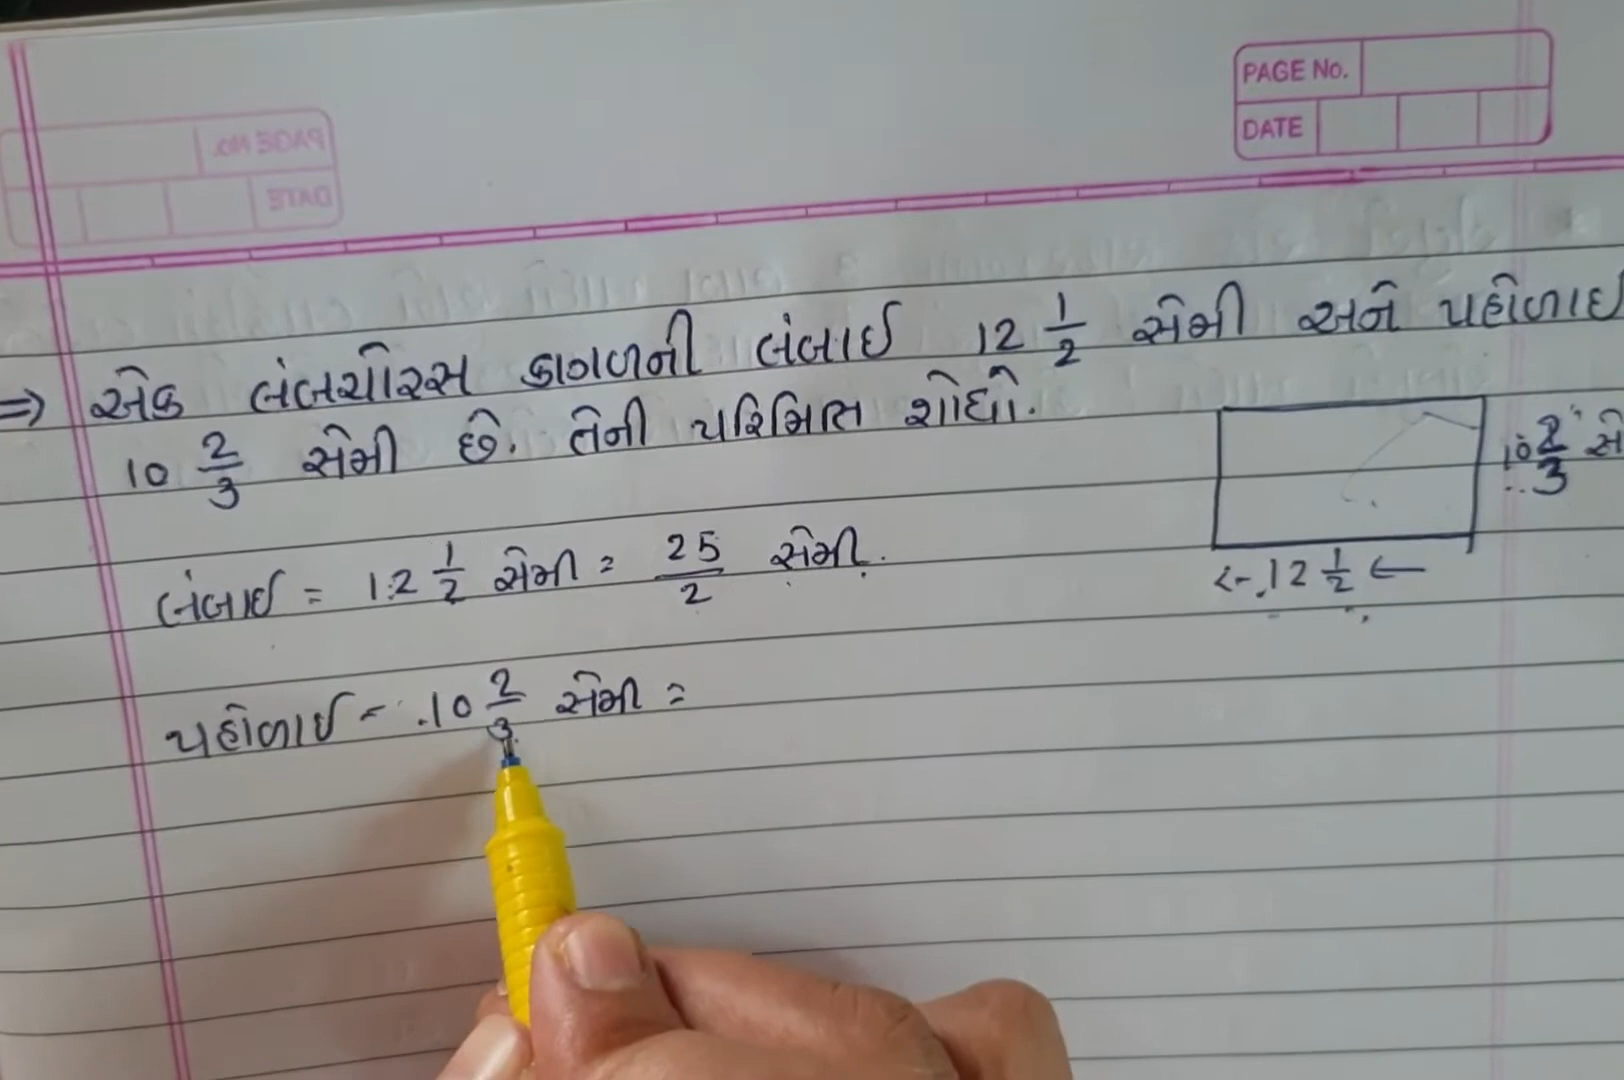 PAGE No.
DATE
⇒ એક લંબચોરસ કાગળની લંબાઈ 12 1/2 સેમી અને પહોળાઈ
10 2/3 સેમી છે. તેની પરિમિતિ શોધો.
10 2/3 સે
લંબાઈ = 12 1/2 સેમી = 25/2 સેમી.
12 1/2
પહોળાઈ = 10 2/3 સેમી =